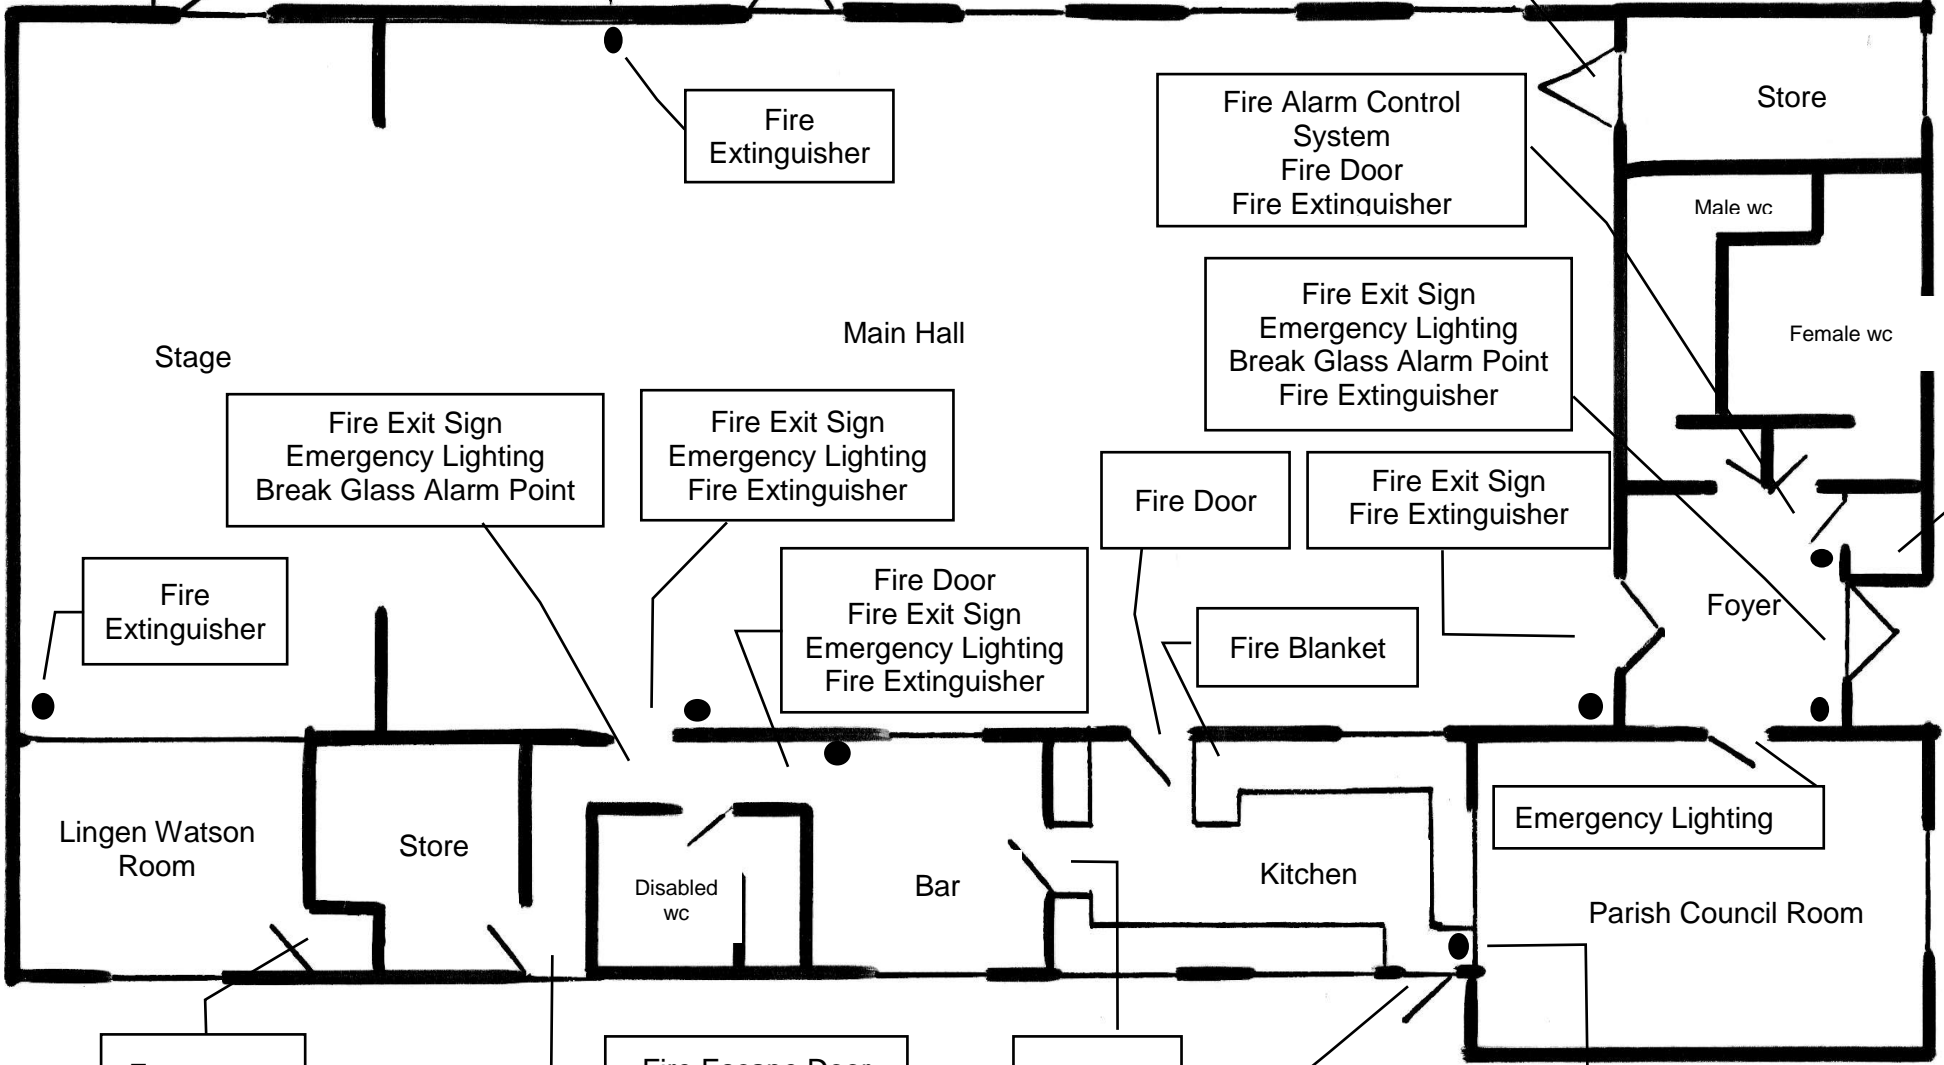 Fire
Extinguisher
Fire Alarm Control
System
Fire Door
Fire Extinguisher
Store
Male wc
Female wc
Fire Exit Sign
Emergency Lighting
Break Glass Alarm Point
Fire Extinguisher
Main Hall
Stage
Fire Exit Sign
Emergency Lighting
Break Glass Alarm Point
Fire Exit Sign
Emergency Lighting
Fire Extinguisher
Fire Door
Fire Exit Sign
Fire Extinguisher
Fire
Extinguisher
Fire Door
Fire Exit Sign
Emergency Lighting
Fire Extinguisher
Fire Blanket
Foyer
Emergency Lighting
Lingen Watson
Room
Store
Disabled
wc
Bar
Kitchen
Parish Council Room
Fire Escape Door